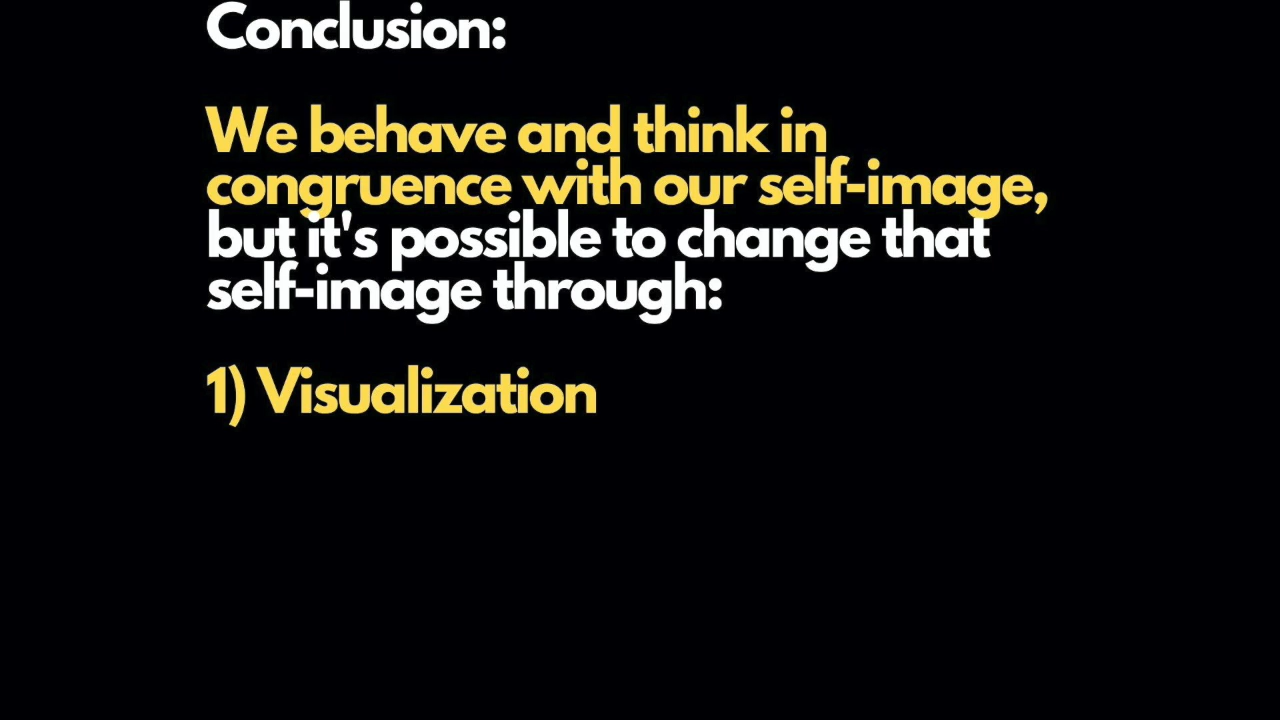 Conclusion:
We behave and think in
congruence with our self-image,
but it's possible to change that
self-image through:
1) Visualization